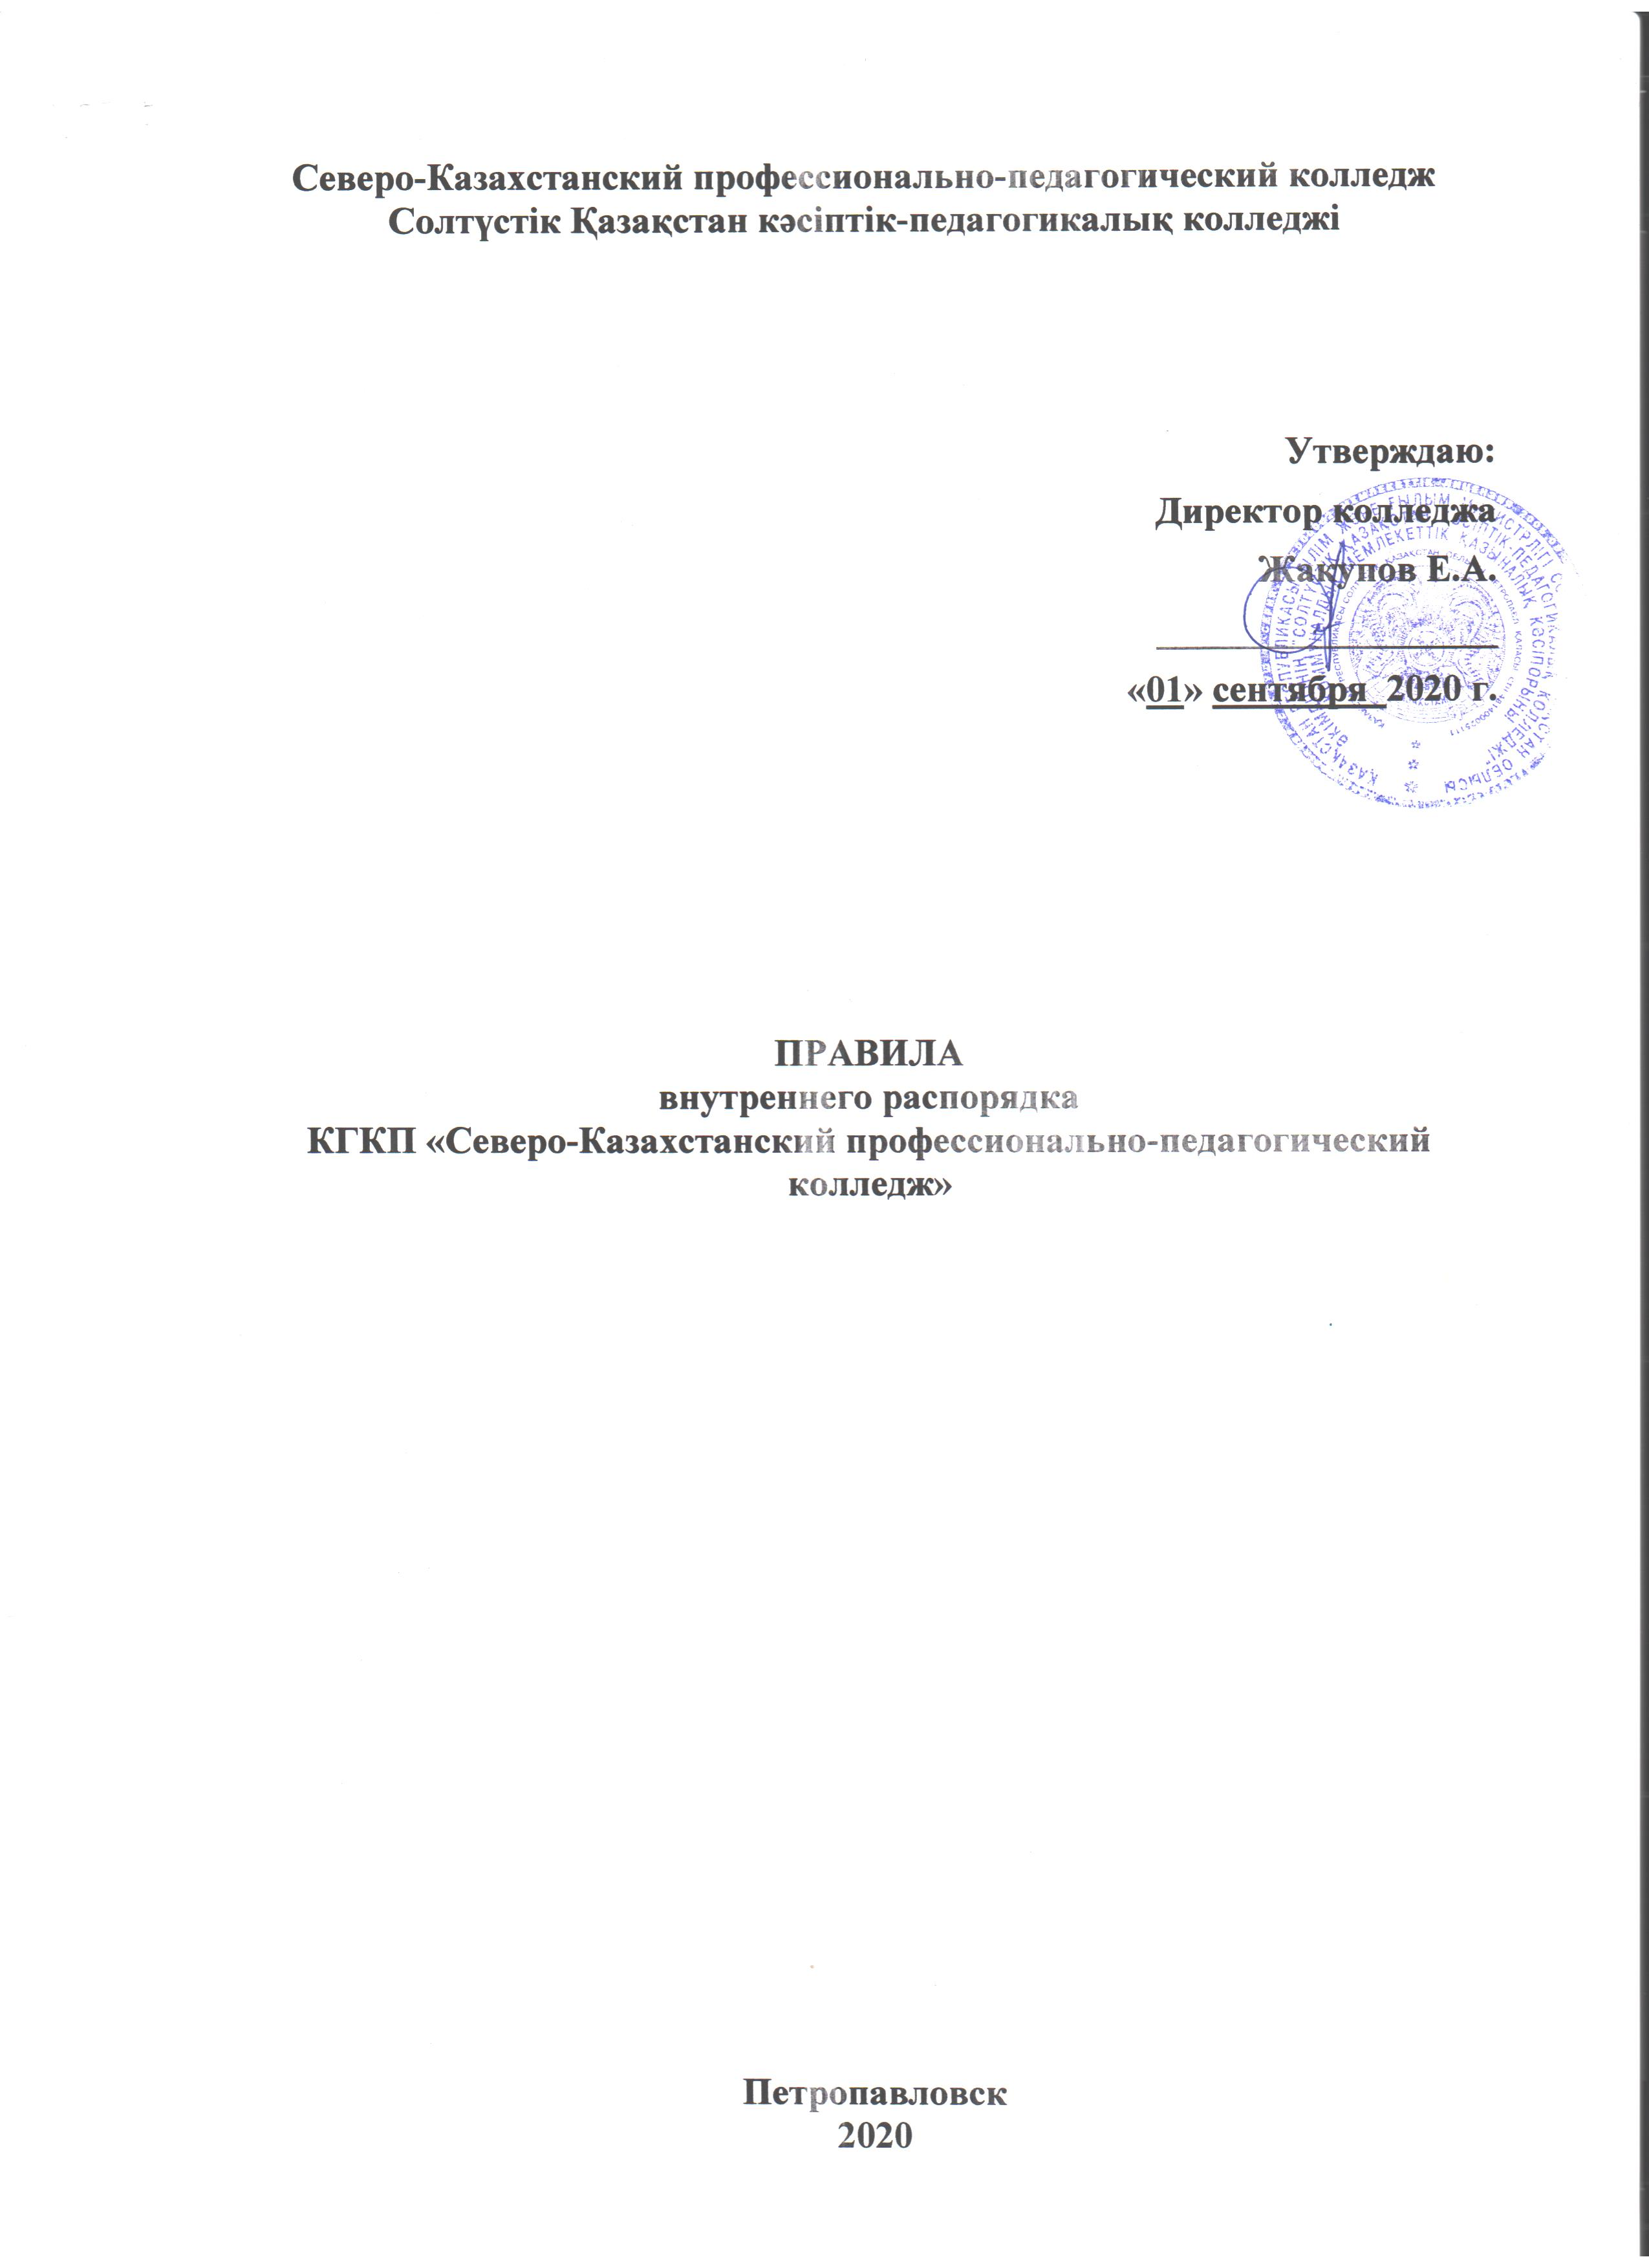 Северо-Казахстанский профессионально-педагогический колледж
Солтүстік Қазақстан кәсіптік-педагогикалық колледжі
Утверждаю:
Директор колледжа
Жакупов Е.А.
«01» сентября 2020 г.
ПРАВИЛА
внутреннего распорядка
КГКП «Северо-Казахстанский профессионально-педагогический
колледж»
Петропавловск
2020